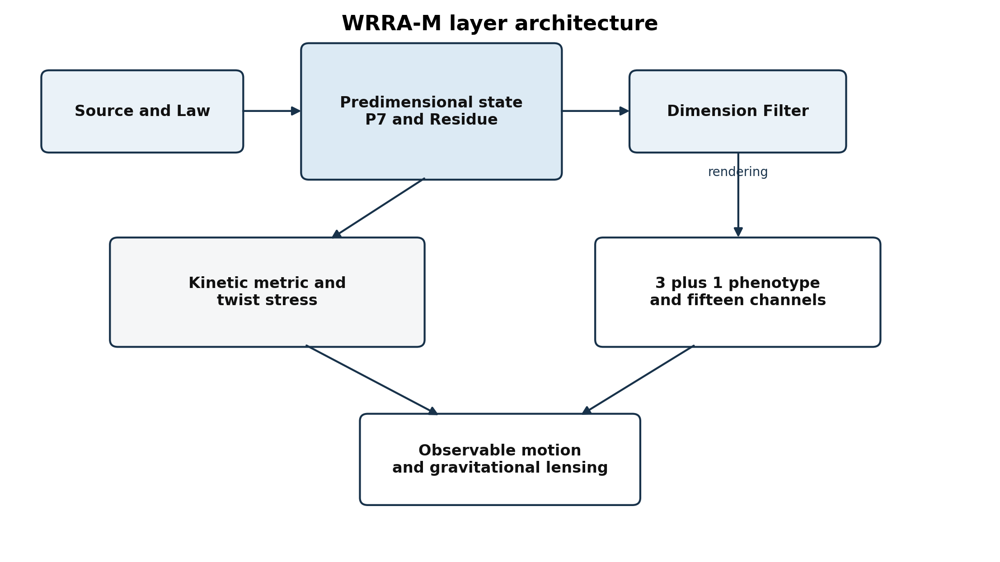 WRRA-M layer architecture
Source and Law
Predimensional state
P7 and Residue
Dimension Filter
rendering
Kinetic metric and
twist stress
3 plus 1 phenotype
and fifteen channels
Observable motion
and gravitational lensing